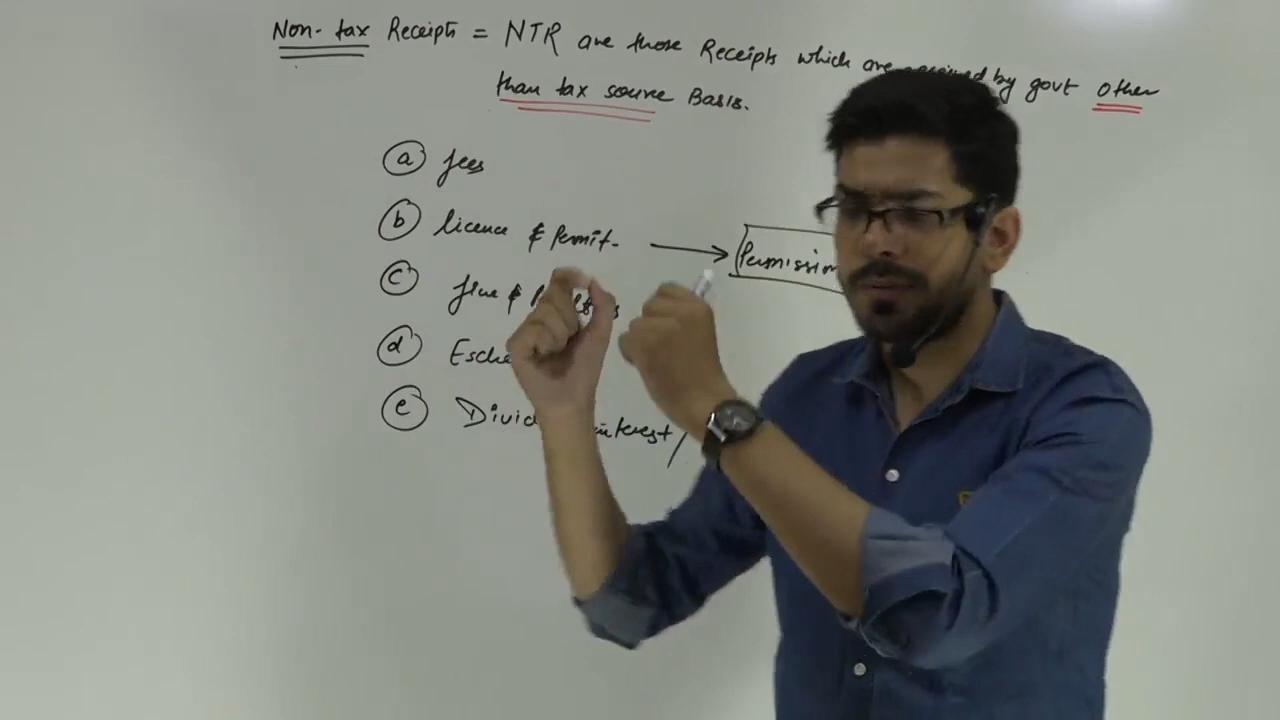 Non-tax Receipts = NTR are those Receipts which are by govt other
than tax source Basis.
(a) fees
(b) licence & Permit. → Permission
(c) fine &
(d) Esche
(e) Divid interest/